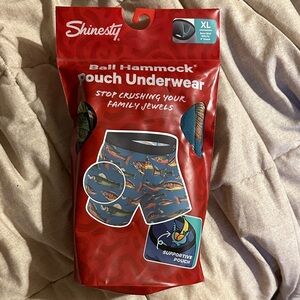 Shinesty
XL
Ball Hammock®
Pouch Underwear
STOP CRUSHING YOUR
FAMILY JEWELS
SUPPORTIVE
POUCH